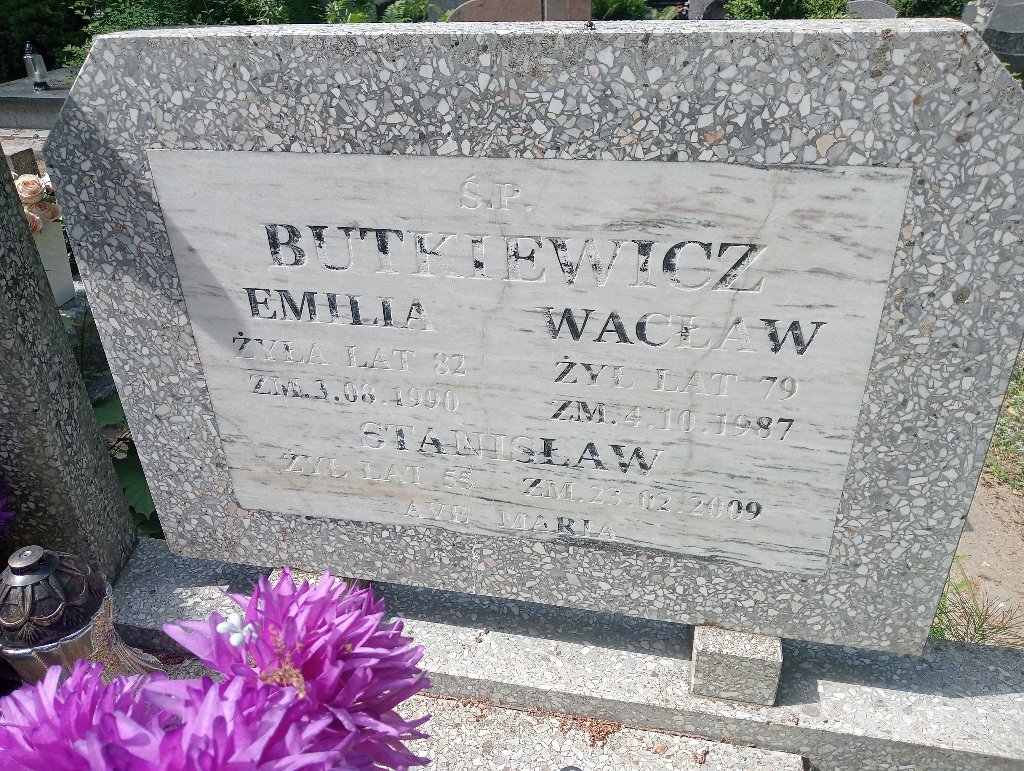 Ś.P.
BUTKIEWICZ
EMILIA WACŁAW
ŻYŁA LAT 82 ŻYŁ LAT 79
ZM.3.08.1990 ZM.4.10.1987
STANISŁAW
ŻYŁ LAT ZM.23.02.2009
AVE MARIA